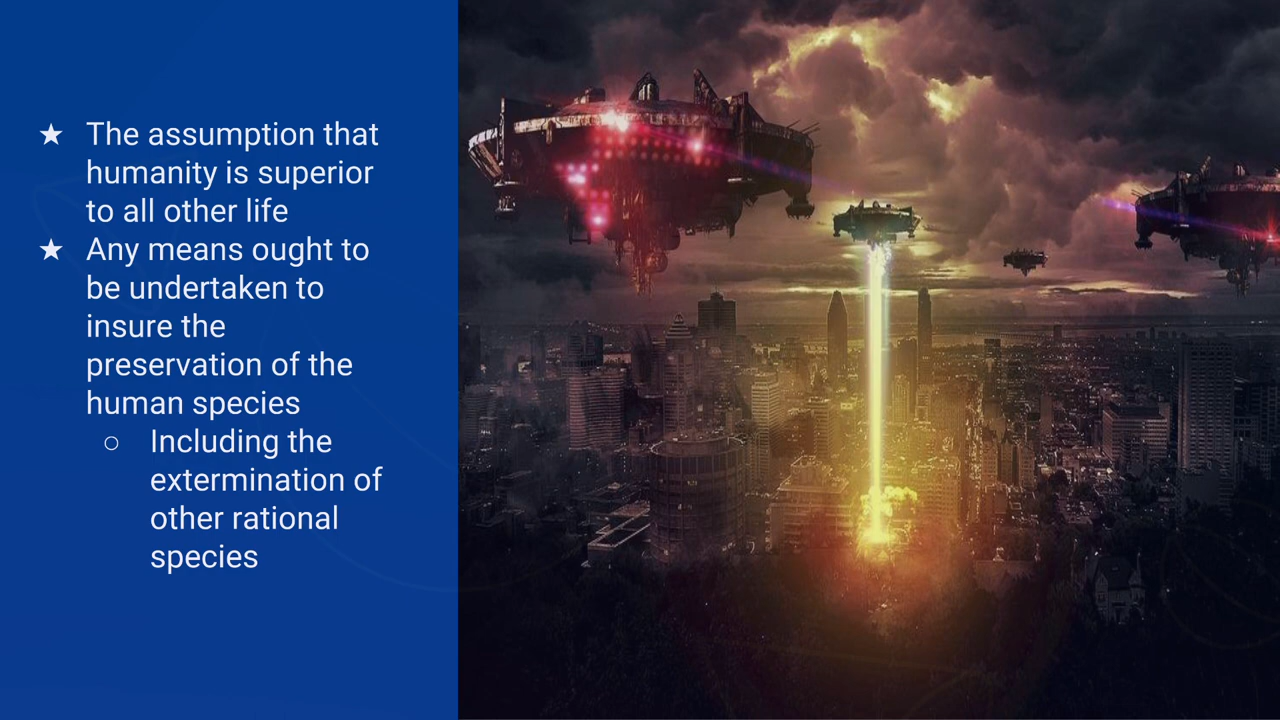 ★ The assumption that
humanity is superior
to all other life
★ Any means ought to
be undertaken to
insure the
preservation of the
human species
○ Including the
extermination of
other rational
species